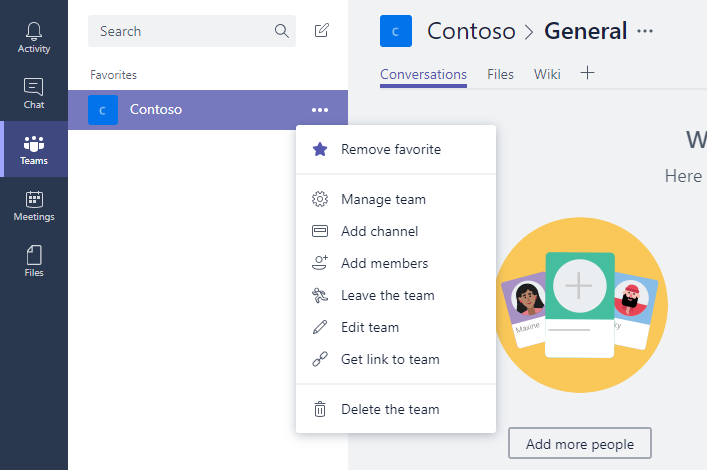 Activity
Chat
Teams
Meetings
Files
Search
Favorites
C Contoso
Remove favorite
Manage team
Add channel
Add members
Leave the team
Edit team
Get link to team
Delete the team
C Contoso > General
Conversations Files Wiki
W
Here
Maxine
Add more people